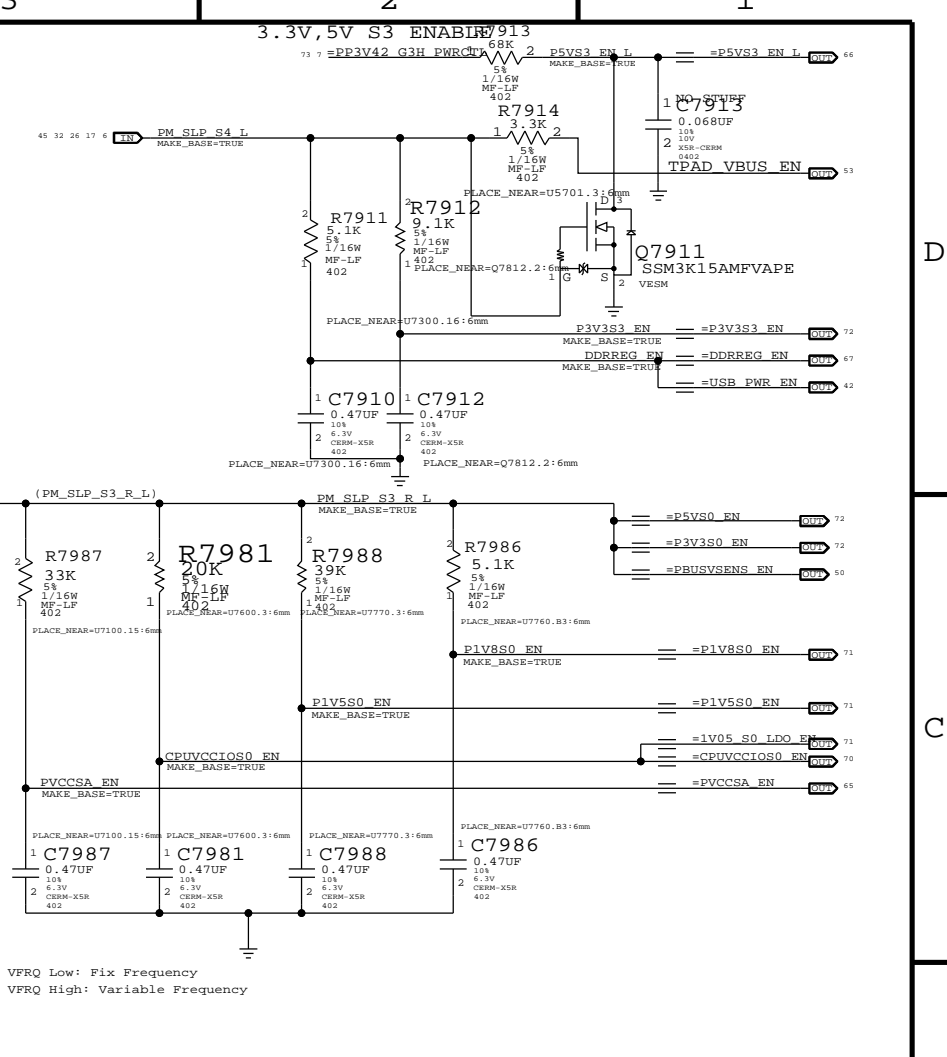 3
2
1
3.3V,5V S3 ENABLE
R7913
73 7
=PP3V42_G3H_PWRCTL
1
68K
2
P5VS3_EN_L
=P5VS3_EN_L
OUT
66
MAKE_BASE=TRUE
5%
1/16W
MF-LF
402
NO STUFF
1
C7913
0.068UF
10%
10V
2
X5R-CERM
0402
R7914
3.3K
45 32 26 17 6
IN
PM_SLP_S4_L
MAKE_BASE=TRUE
1
2
5%
1/16W
MF-LF
402
TPAD_VBUS_EN
OUT
53
PLACE_NEAR=U5701.3:6mm
2
R7911
5.1K
5%
1/16W
MF-LF
402
1
2
R7912
9.1K
5%
1/16W
MF-LF
402
1
PLACE_NEAR=Q7812.2:6mm
D
3
Q7911
SSM3K15AMFVAPE
VESM
1
G
S
2
D
PLACE_NEAR=U7300.16:6mm
P3V3S3_EN
=P3V3S3_EN
OUT
72
MAKE_BASE=TRUE
DDRREG_EN
=DDRREG_EN
OUT
67
MAKE_BASE=TRUE
=USB_PWR_EN
OUT
42
1
C7910
0.47UF
10%
6.3V
2
CERM-X5R
402
1
C7912
0.47UF
10%
6.3V
2
CERM-X5R
402
PLACE_NEAR=U7300.16:6mm
PLACE_NEAR=Q7812.2:6mm
(PM_SLP_S3_R_L)
PM_SLP_S3_R_L
MAKE_BASE=TRUE
=P5VS0_EN
OUT
72
=P3V3S0_EN
OUT
72
=PBUSVSENS_EN
OUT
50
2
R7987
33K
5%
1/16W
MF-LF
402
1
PLACE_NEAR=U7100.15:6mm
2
R7981
20K
5%
1/16W
MF-LF
402
1
PLACE_NEAR=U7600.3:6mm
2
R7988
39K
5%
1/16W
MF-LF
402
1
PLACE_NEAR=U7770.3:6mm
2
R7986
5.1K
5%
1/16W
MF-LF
402
1
PLACE_NEAR=U7760.B3:6mm
P1V8S0_EN
=P1V8S0_EN
OUT
71
MAKE_BASE=TRUE
P1V5S0_EN
=P1V5S0_EN
OUT
71
MAKE_BASE=TRUE
C
=1V05_S0_LDO_EN
OUT
71
CPUVCCIOS0_EN
=CPUVCCIOS0_EN
OUT
70
MAKE_BASE=TRUE
PVCCSA_EN
=PVCCSA_EN
OUT
65
MAKE_BASE=TRUE
PLACE_NEAR=U7100.15:6mm
PLACE_NEAR=U7600.3:6mm
PLACE_NEAR=U7770.3:6mm
PLACE_NEAR=U7760.B3:6mm
1
C7987
0.47UF
10%
6.3V
2
CERM-X5R
402
1
C7981
0.47UF
10%
6.3V
2
CERM-X5R
402
1
C7988
0.47UF
10%
6.3V
2
CERM-X5R
402
1
C7986
0.47UF
10%
6.3V
2
CERM-X5R
402
VFRQ Low: Fix Frequency
VFRQ High: Variable Frequency